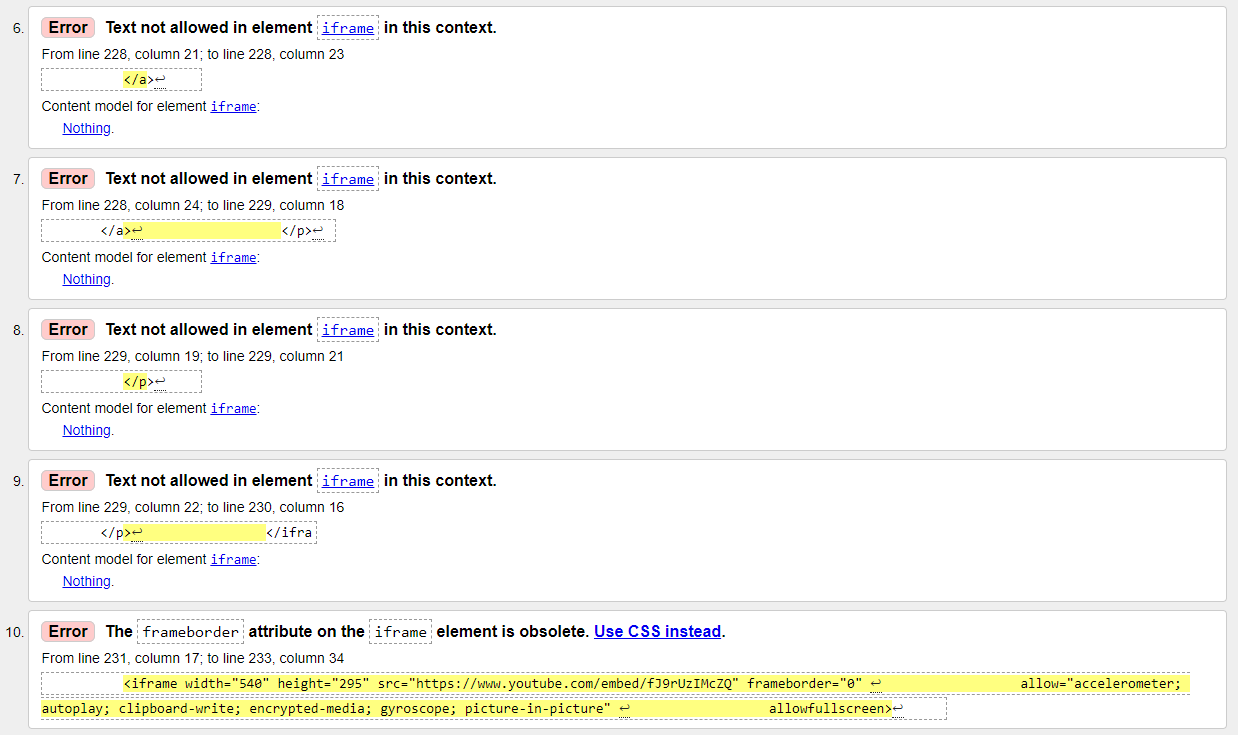 6. Error Text not allowed in element iframe in this context.
From line 228, column 21; to line 228, column 23
</a>↩
Content model for element iframe:
Nothing.
7. Error Text not allowed in element iframe in this context.
From line 228, column 24; to line 229, column 18
</a>↩ </p>↩
Content model for element iframe:
Nothing.
8. Error Text not allowed in element iframe in this context.
From line 229, column 19; to line 229, column 21
</p>↩
Content model for element iframe:
Nothing.
9. Error Text not allowed in element iframe in this context.
From line 229, column 22; to line 230, column 16
</p>↩ </ifra
Content model for element iframe:
Nothing.
10. Error The frameborder attribute on the iframe element is obsolete. Use CSS instead.
From line 231, column 17; to line 233, column 34
<iframe width="540" height="295" src="https://www.youtube.com/embed/fJ9rUzIMcZQ" frameborder="0" ↩ allow="accelerometer;
autoplay; clipboard-write; encrypted-media; gyroscope; picture-in-picture" ↩ allowfullscreen>↩